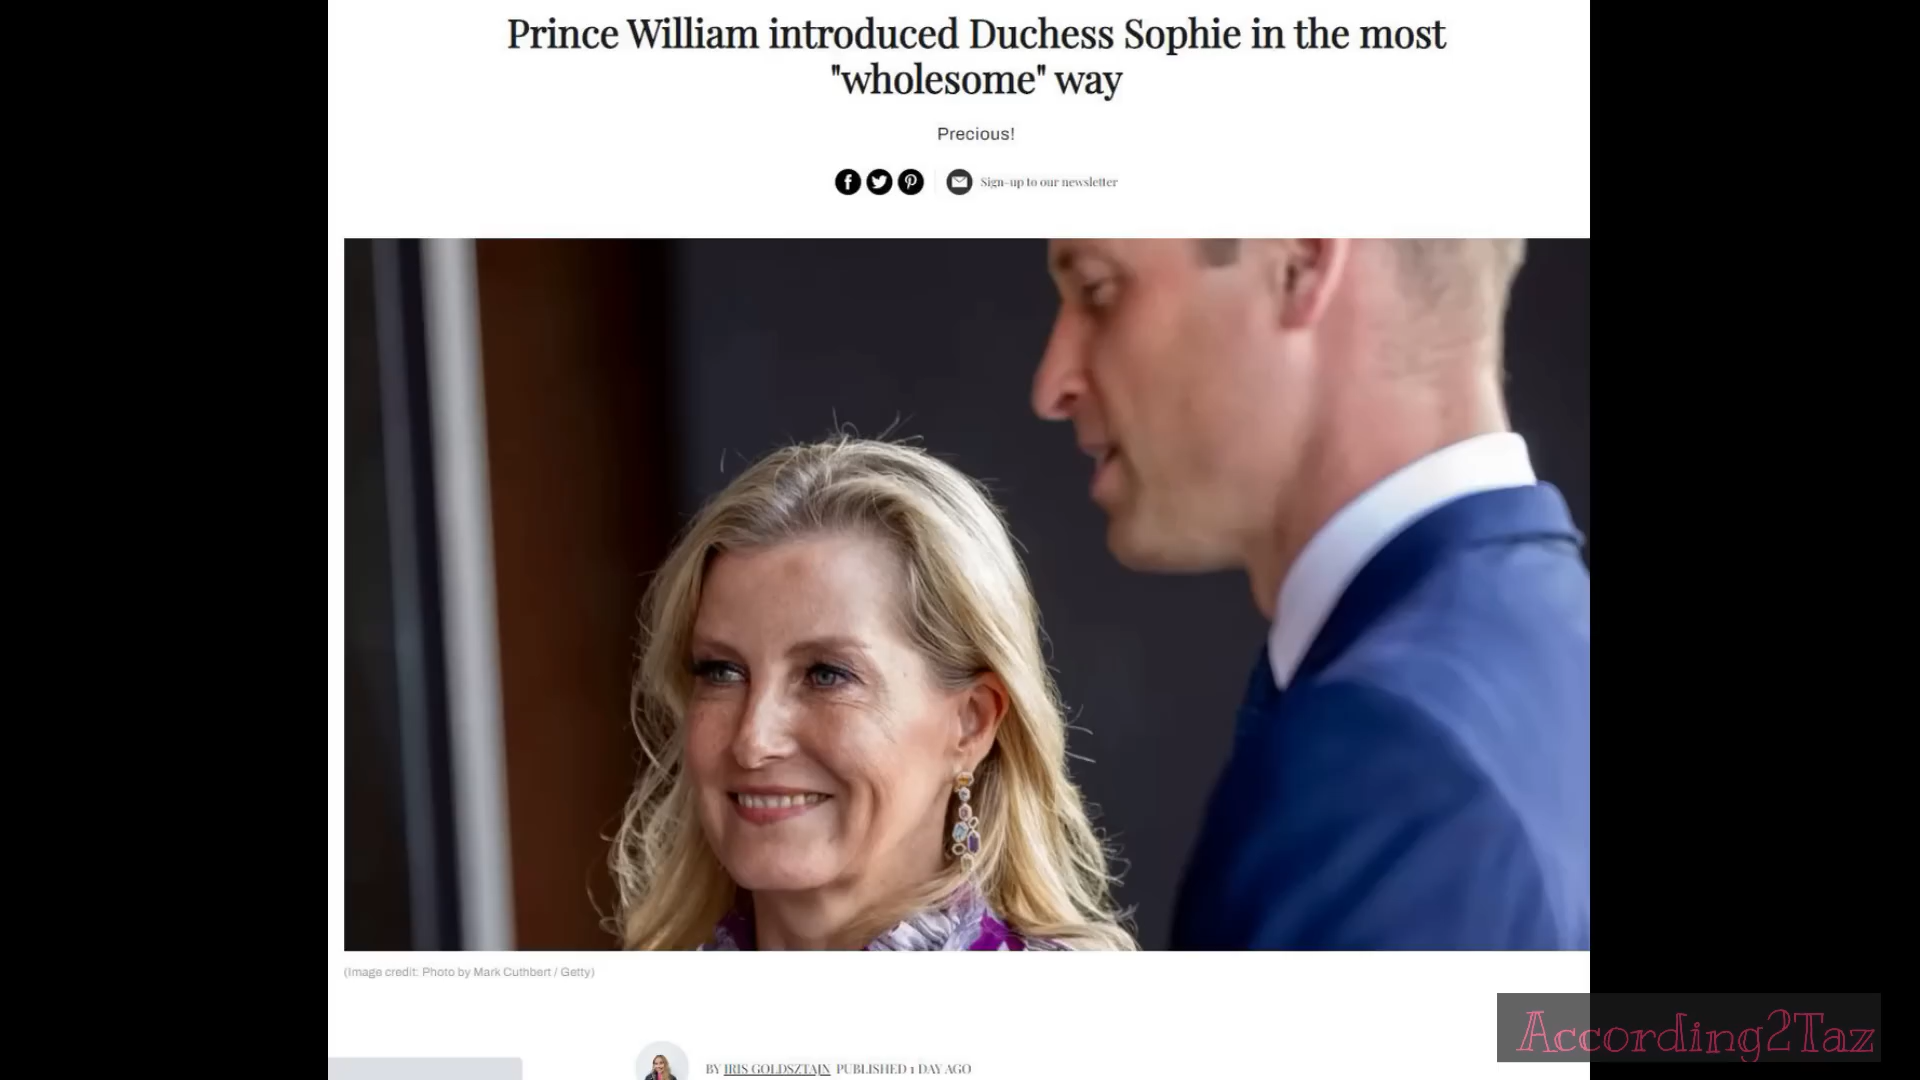 Prince William introduced Duchess Sophie in the most
"wholesome" way
Precious!
Sign-up to our newsletter
(Image credit: Photo by Mark Cuthbert / Getty)
BY IRIS GOLDSZTAJN PUBLISHED 1 DAY AGO
According2Taz